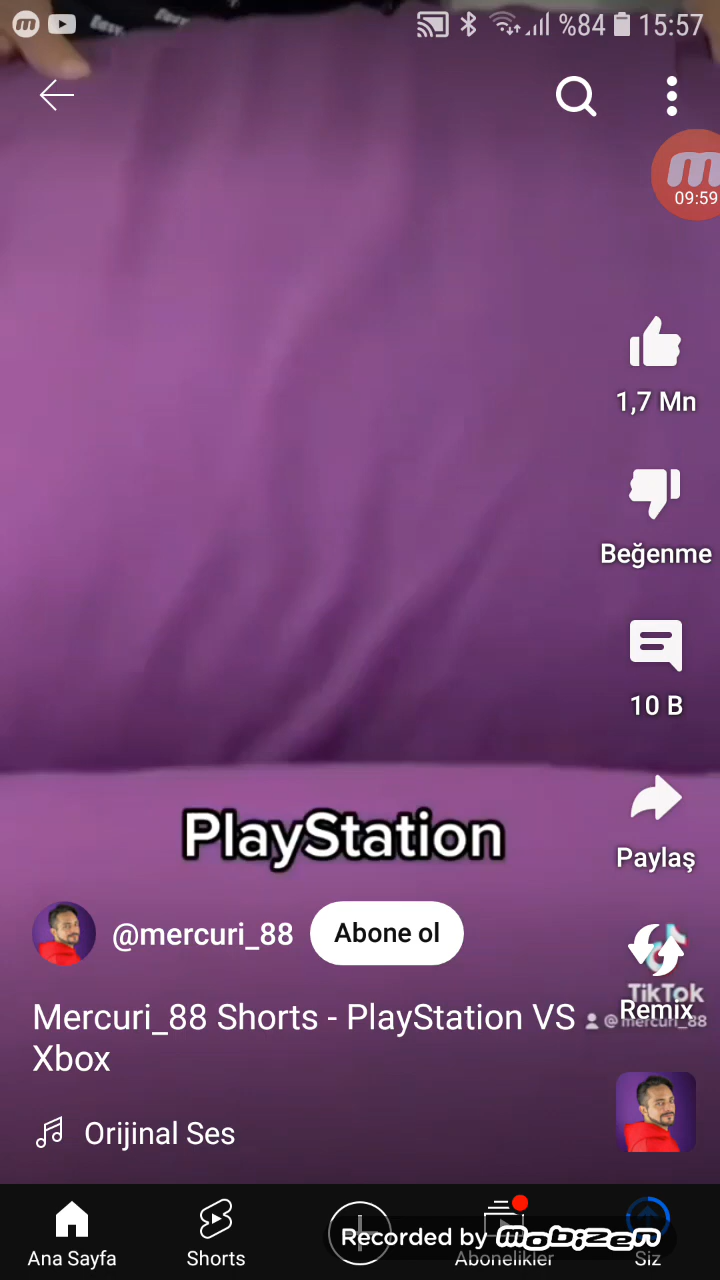 %84 15:57
09:59
1,7 Mn
Beğenme
10 B
Paylaş
PlayStation
@mercuri_88
Abone ol
TikTok
Remix
@mercuri_88
Mercuri_88 Shorts - PlayStation VS
Xbox
Orijinal Ses
Recorded by mobizen
Ana Sayfa
Shorts
Abonelikler
Siz